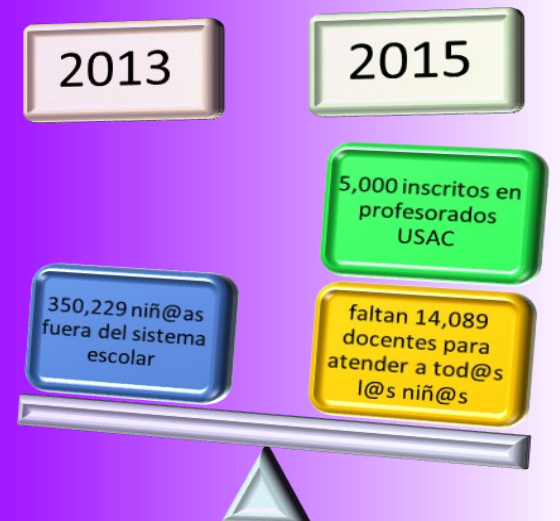 2013
2015
5,000 inscritos en
profesorados
USAC
350,229 niñ@as
fuera del sistema
escolar
faltan 14,089
docentes para
atender a tod@s
l@s niñ@s